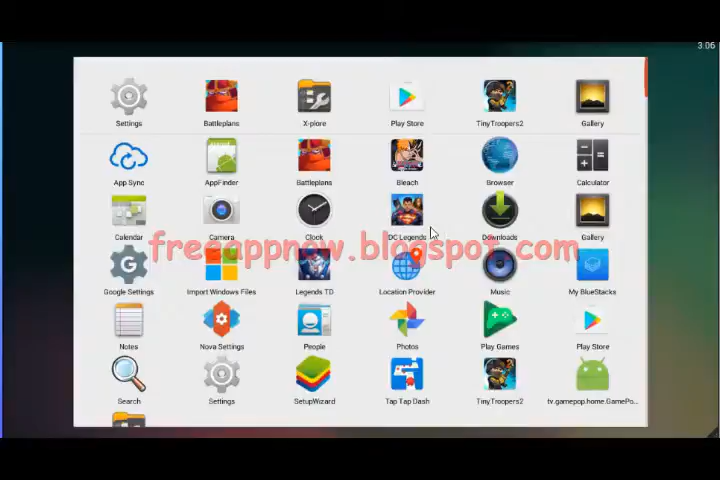 3:06
Settings Battleplans X-plore Play Store TinyTroopers2 Gallery
App Sync AppFinder Battleplans Bleach Browser Calculator
Calendar Camera Clock DC Legends Downloads Gallery
freeappnow.blogspot.com
Google Settings Import Windows Files Legends TD Location Provider Music My BlueStacks
Notes Nova Settings People Photos Play Games Play Store
Search Settings SetupWizard Tap Tap Dash TinyTroopers2 tv.gamepop.home.GamePo...